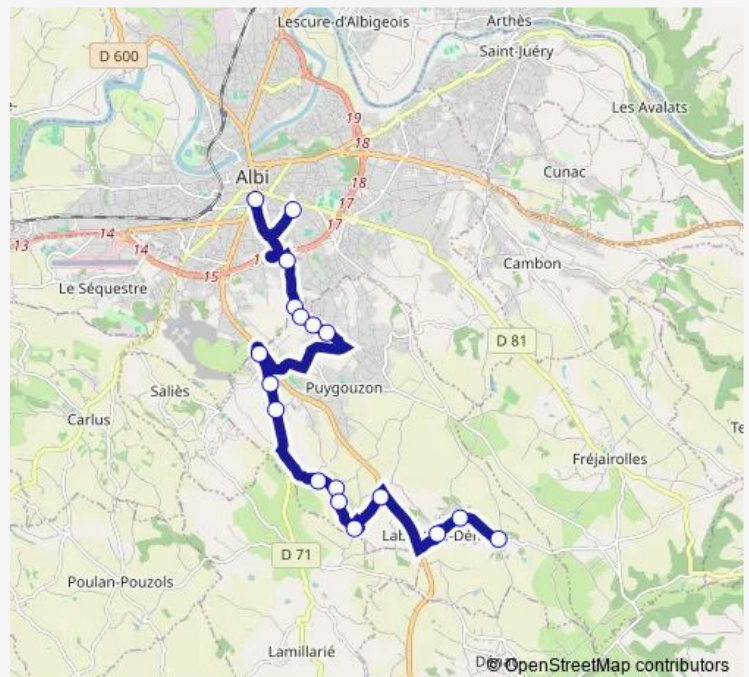 Lescure-d'Albigeois
Arthès
D 600
Saint-Juéry
Les Avalats
19
18
Albi
Cunac
18
17
17
13
14
14
15
Le Séquestre
Cambon
D 81
Saliès
Puygouzon
Carlus
Fréjairolles
D 71
Poulan-Pouzols
Lamillarié
© OpenStreetMap contributors